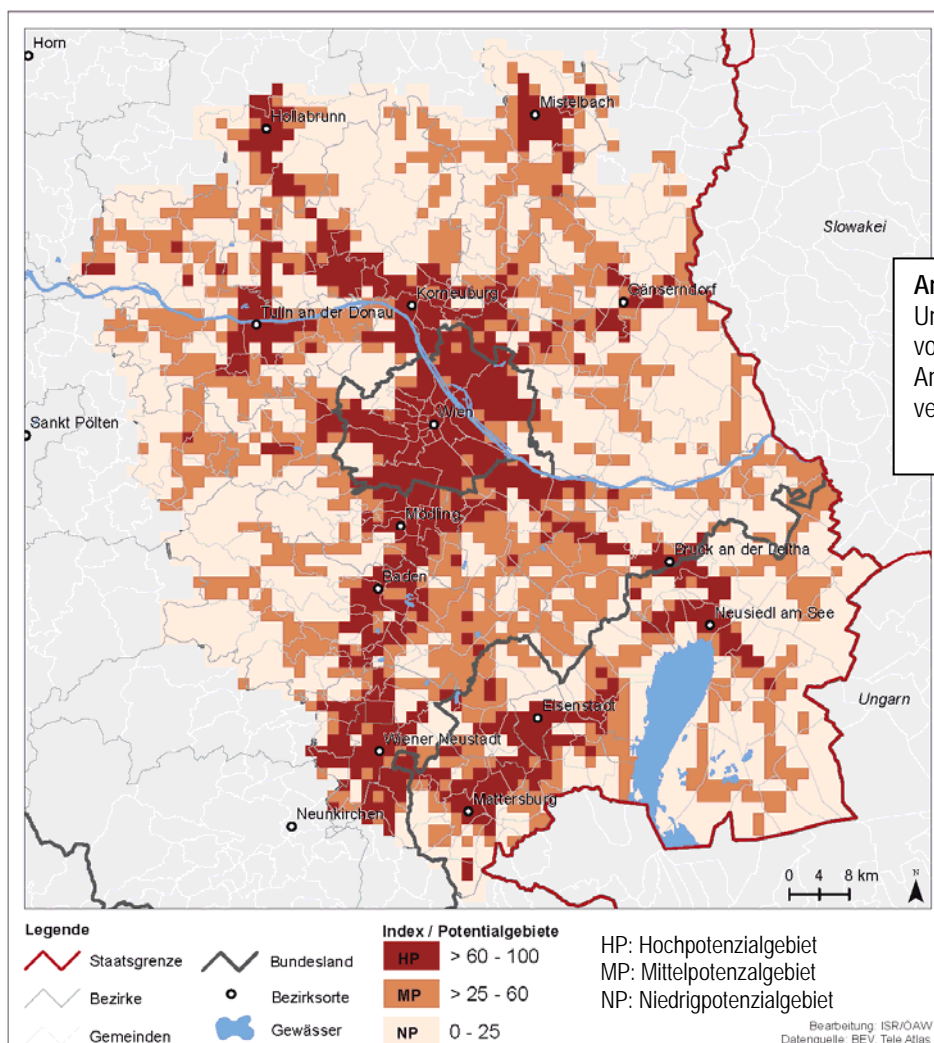 Horn
Mistelbach
Hollabrunn
Slowakei
Gänserndorf
Korneuburg
Tulln an der Donau
Sankt Pölten
Wien
Mödling
Bruck an der Leitha
Baden
Neusiedl am See
Ungarn
Eisenstadt
Wiener Neustadt
Mattersburg
Neunkirchen
0 4 8 km
N
Legende
Staatsgrenze
Bezirke
Gemeinden
Bundesland
Bezirksorte
Gewässer
Index / Potentialgebiete
HP > 60 - 100
MP > 25 - 60
NP 0 - 25
HP: Hochpotenzialgebiet
MP: Mittelpotenzalgebiet
NP: Niedrigpotenzialgebiet
Bearbeitung: ISR/ÖAW
Datenquelle: BEV, Tele Atlas